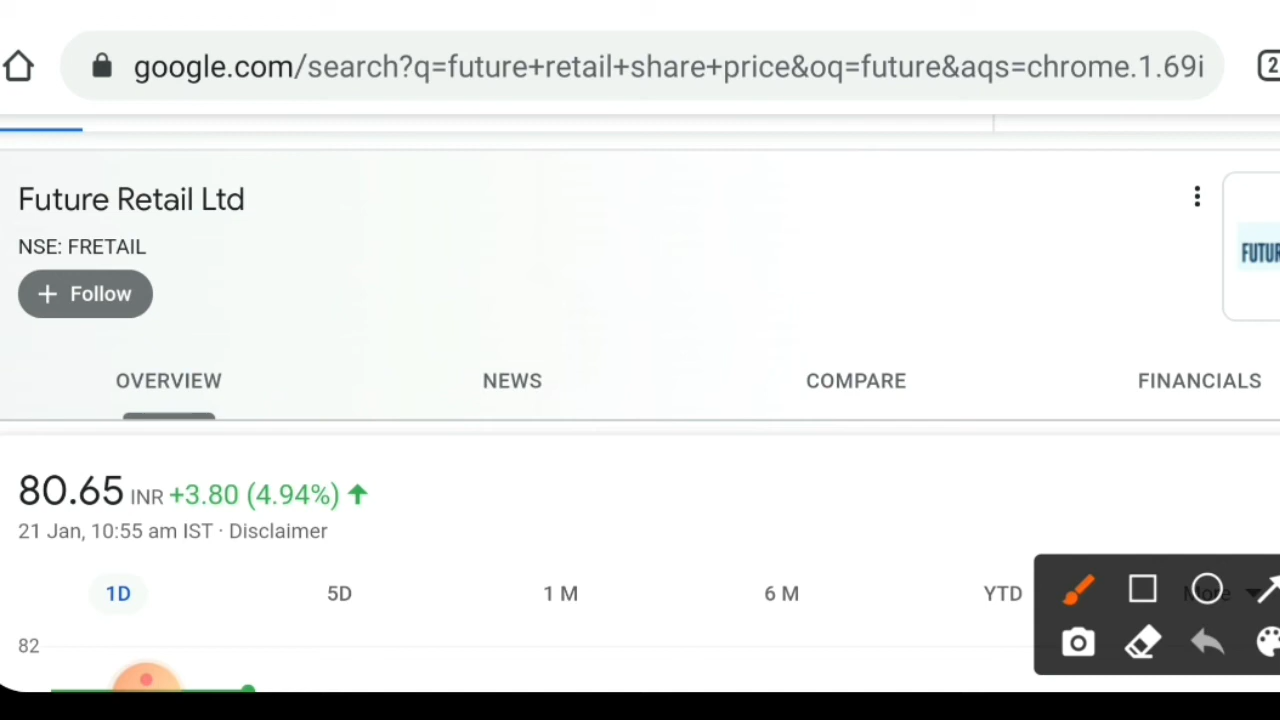 google.com/search?q=future+retail+share+price&oq=future&aqs=chrome.1.69i
2
Future Retail Ltd
NSE: FRETAIL
+ Follow
FUTUR
OVERVIEW NEWS COMPARE FINANCIALS
80.65 INR +3.80 (4.94%) ↑
21 Jan, 10:55 am IST · Disclaimer
1D 5D 1 M 6 M YTD More
82